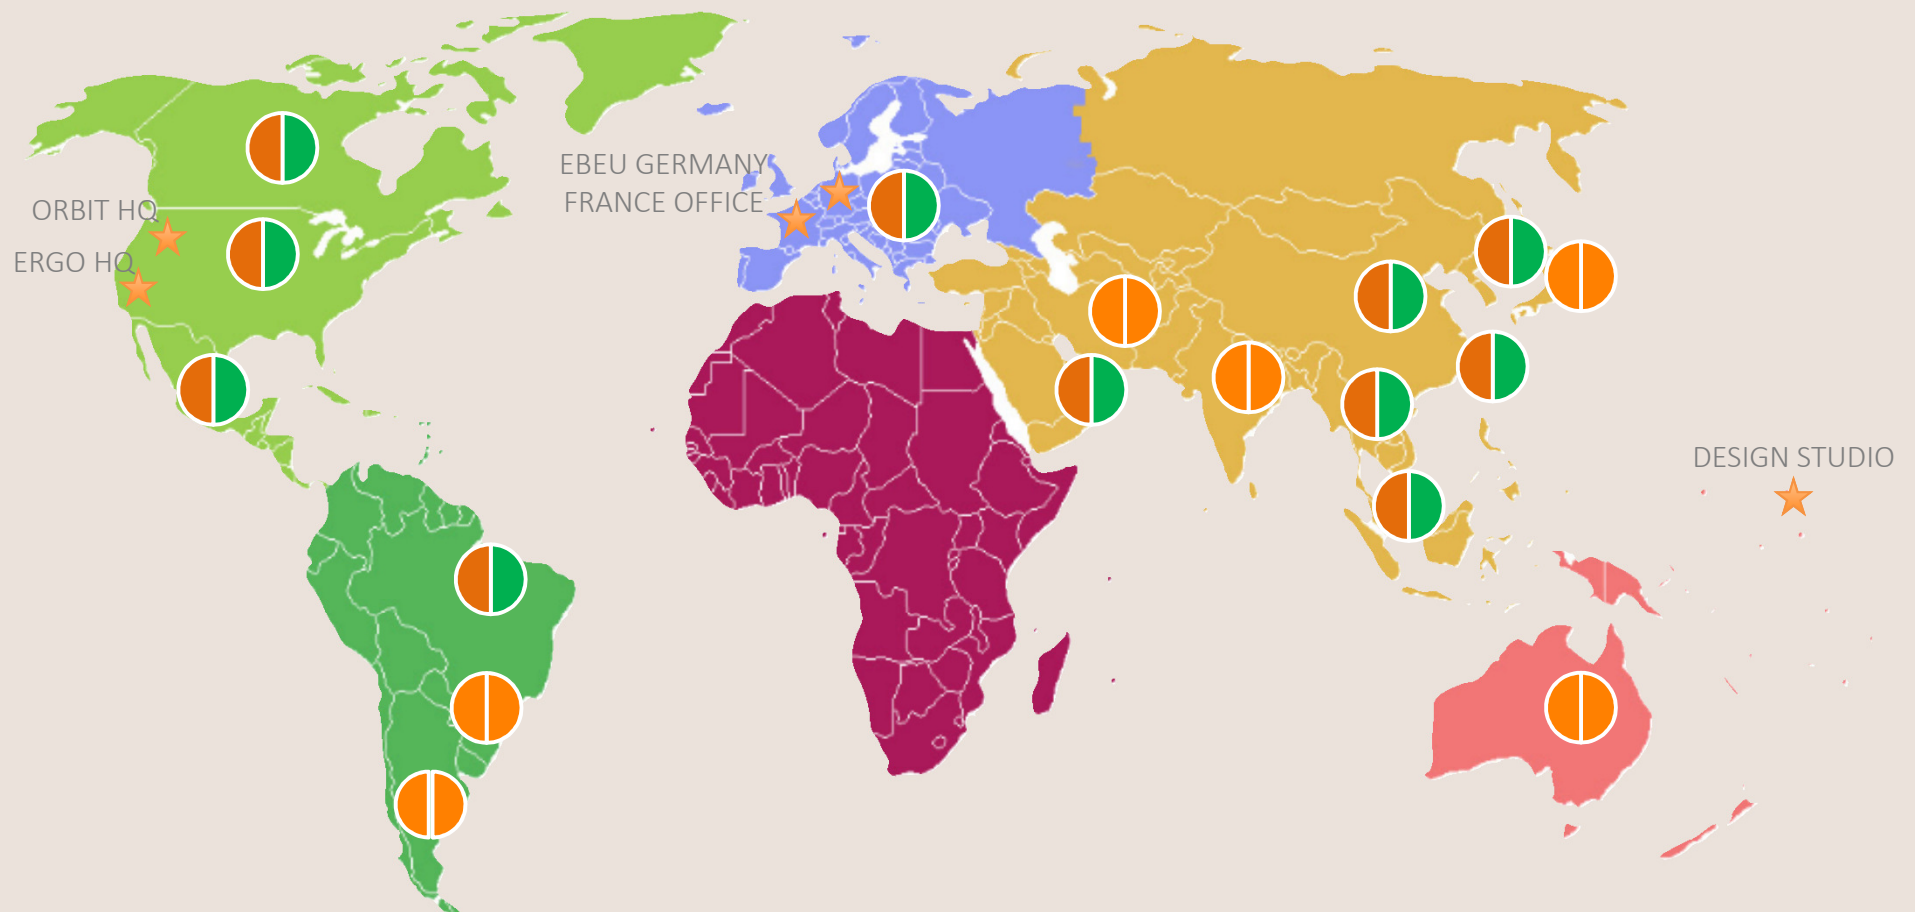 EBEU GERMANY
FRANCE OFFICE
ORBIT HQ
ERGO HQ
DESIGN STUDIO